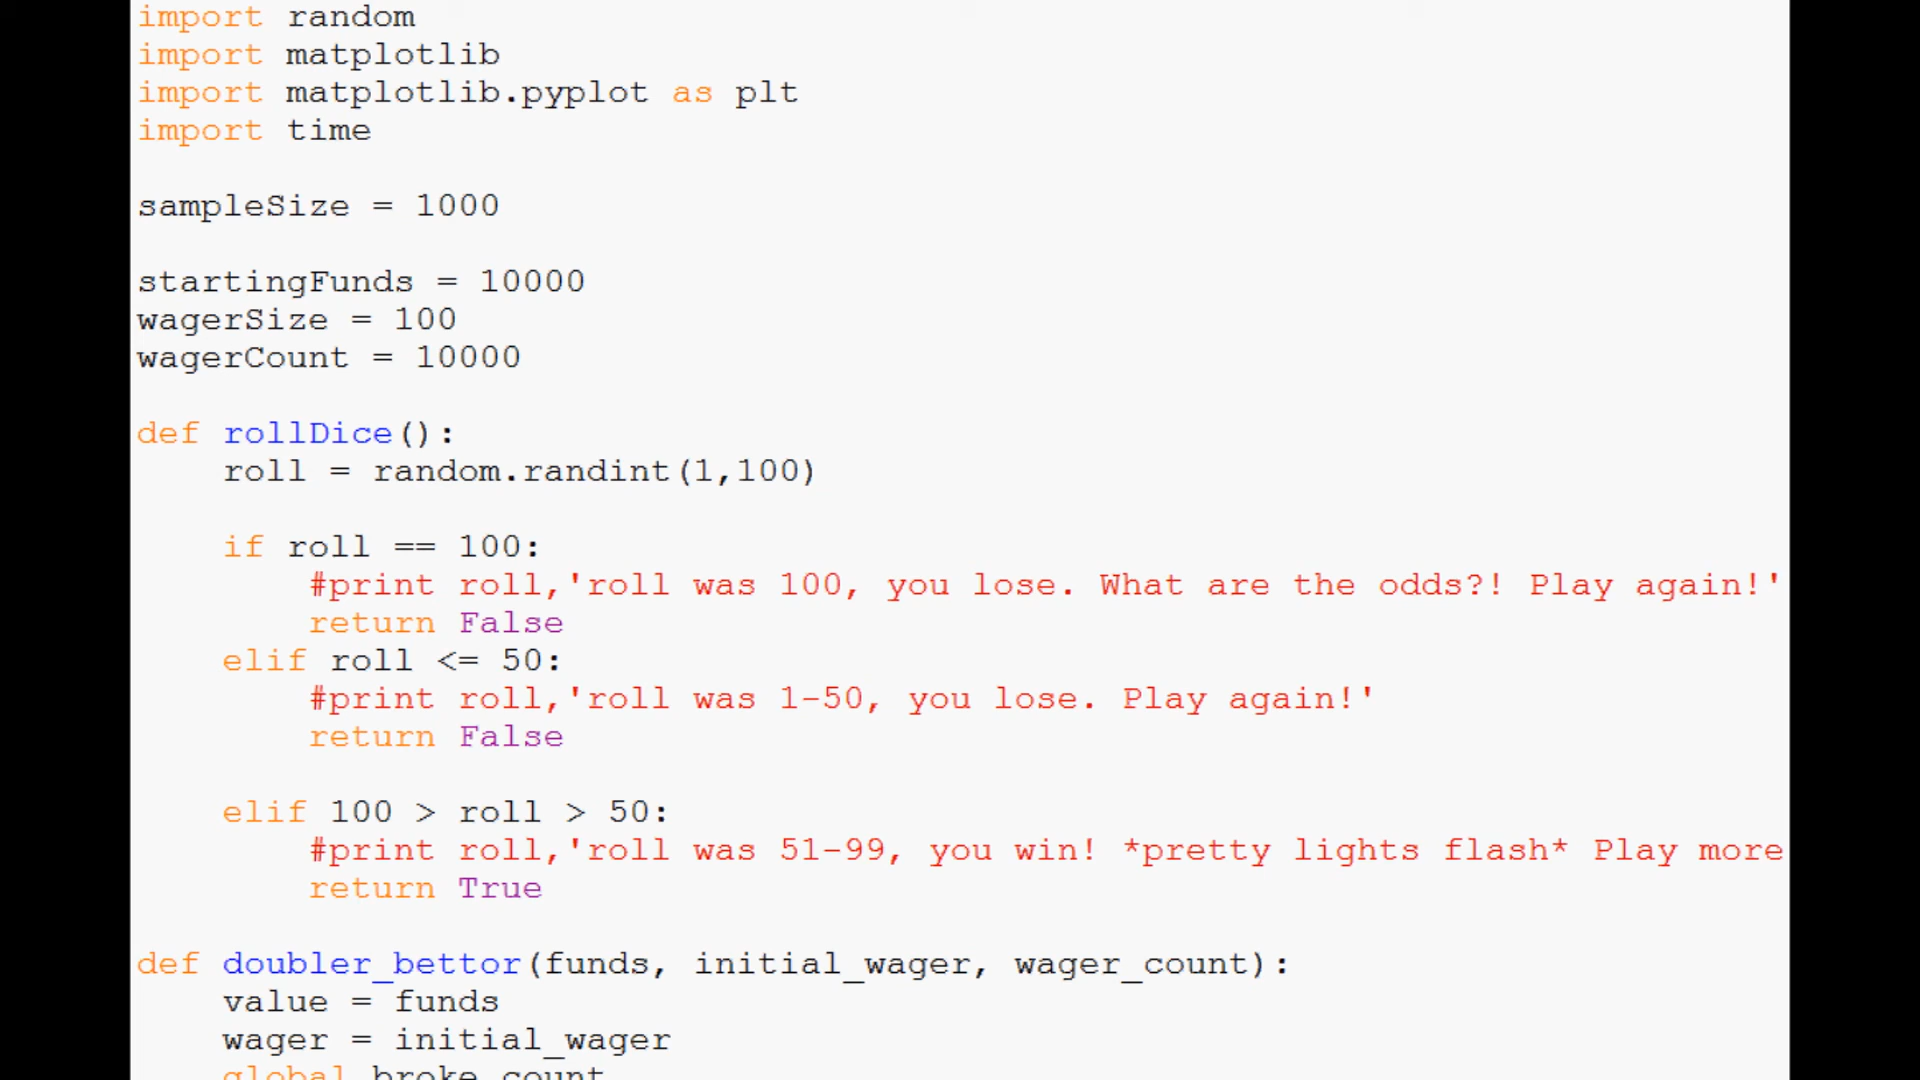 import random
import matplotlib
import matplotlib.pyplot as plt
import time
sampleSize = 1000
startingFunds = 10000
wagerSize = 100
wagerCount = 10000
def rollDice():
    roll = random.randint(1,100)
    if roll == 100:
        #print roll,'roll was 100, you lose. What are the odds?! Play again!'
        return False
    elif roll <= 50:
        #print roll,'roll was 1-50, you lose. Play again!'
        return False
    elif 100 > roll > 50:
        #print roll,'roll was 51-99, you win! *pretty lights flash* Play more
        return True
def doubler_bettor(funds, initial_wager, wager_count):
    value = funds
    wager = initial_wager
    global broke_count